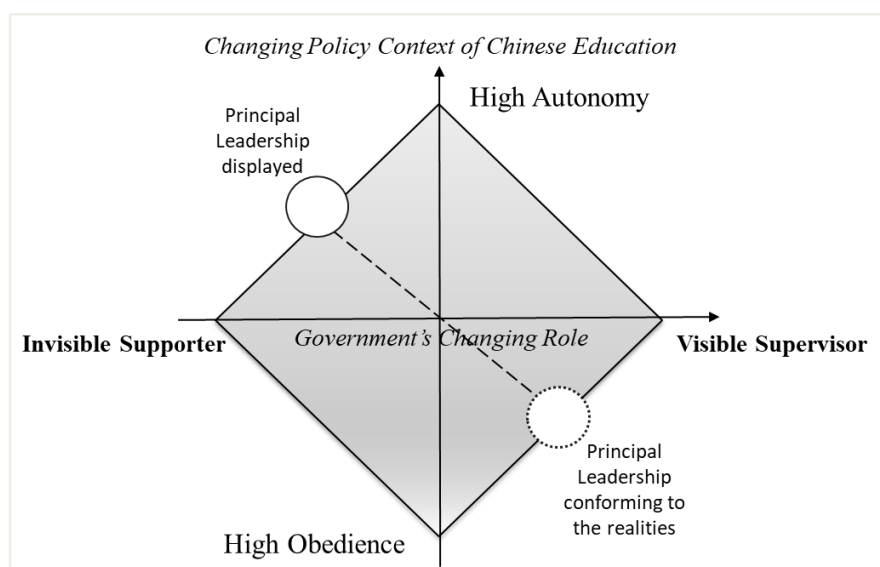 Changing Policy Context of Chinese Education
High Autonomy
Principal
Leadership
displayed
Invisible Supporter
Government's Changing Role
Visible Supervisor
Principal
Leadership
conforming to
the realities
High Obedience